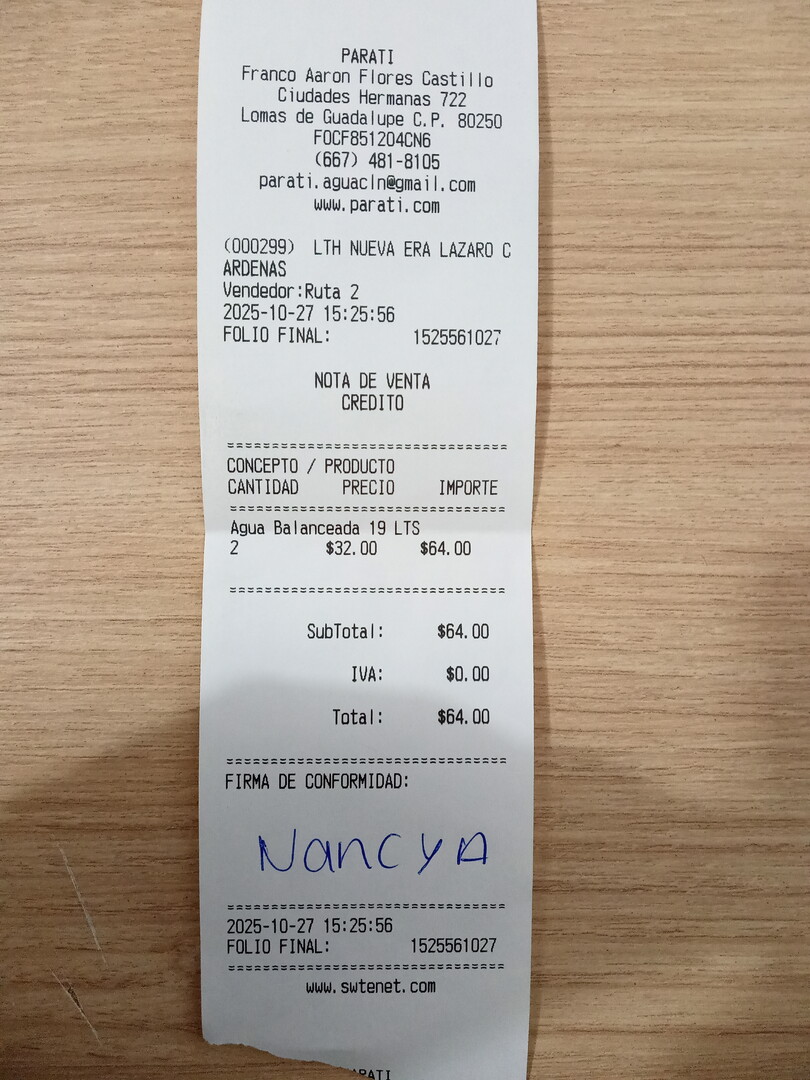 PARATI
Franco Aaron Flores Castillo
Ciudades Hermanas 722
Lomas de Guadalupe C.P. 80250
FOCF851204CN6
(667) 481-8105
parati.aguacln@gmail.com
www.parati.com
(000299) LTH NUEVA ERA LAZARO C
ARDENAS
Vendedor:Ruta 2
2025-10-27 15:25:56
FOLIO FINAL: 1525561027
NOTA DE VENTA
CREDITO
CONCEPTO / PRODUCTO
CANTIDAD PRECIO IMPORTE
Agua Balanceada 19 LTS
2 $32.00 $64.00
SubTotal: $64.00
IVA: $0.00
Total: $64.00
FIRMA DE CONFORMIDAD:
Nancy A
2025-10-27 15:25:56
FOLIO FINAL: 1525561027
www.swtenet.com
PARATI